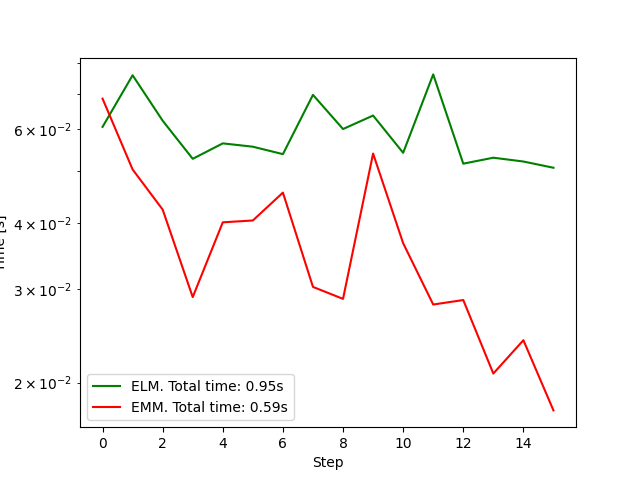 6 × 10⁻²
4 × 10⁻²
3 × 10⁻²
2 × 10⁻²
Time [s]
ELM. Total time: 0.95s
EMM. Total time: 0.59s
0 2 4 6 8 10 12 14
Step